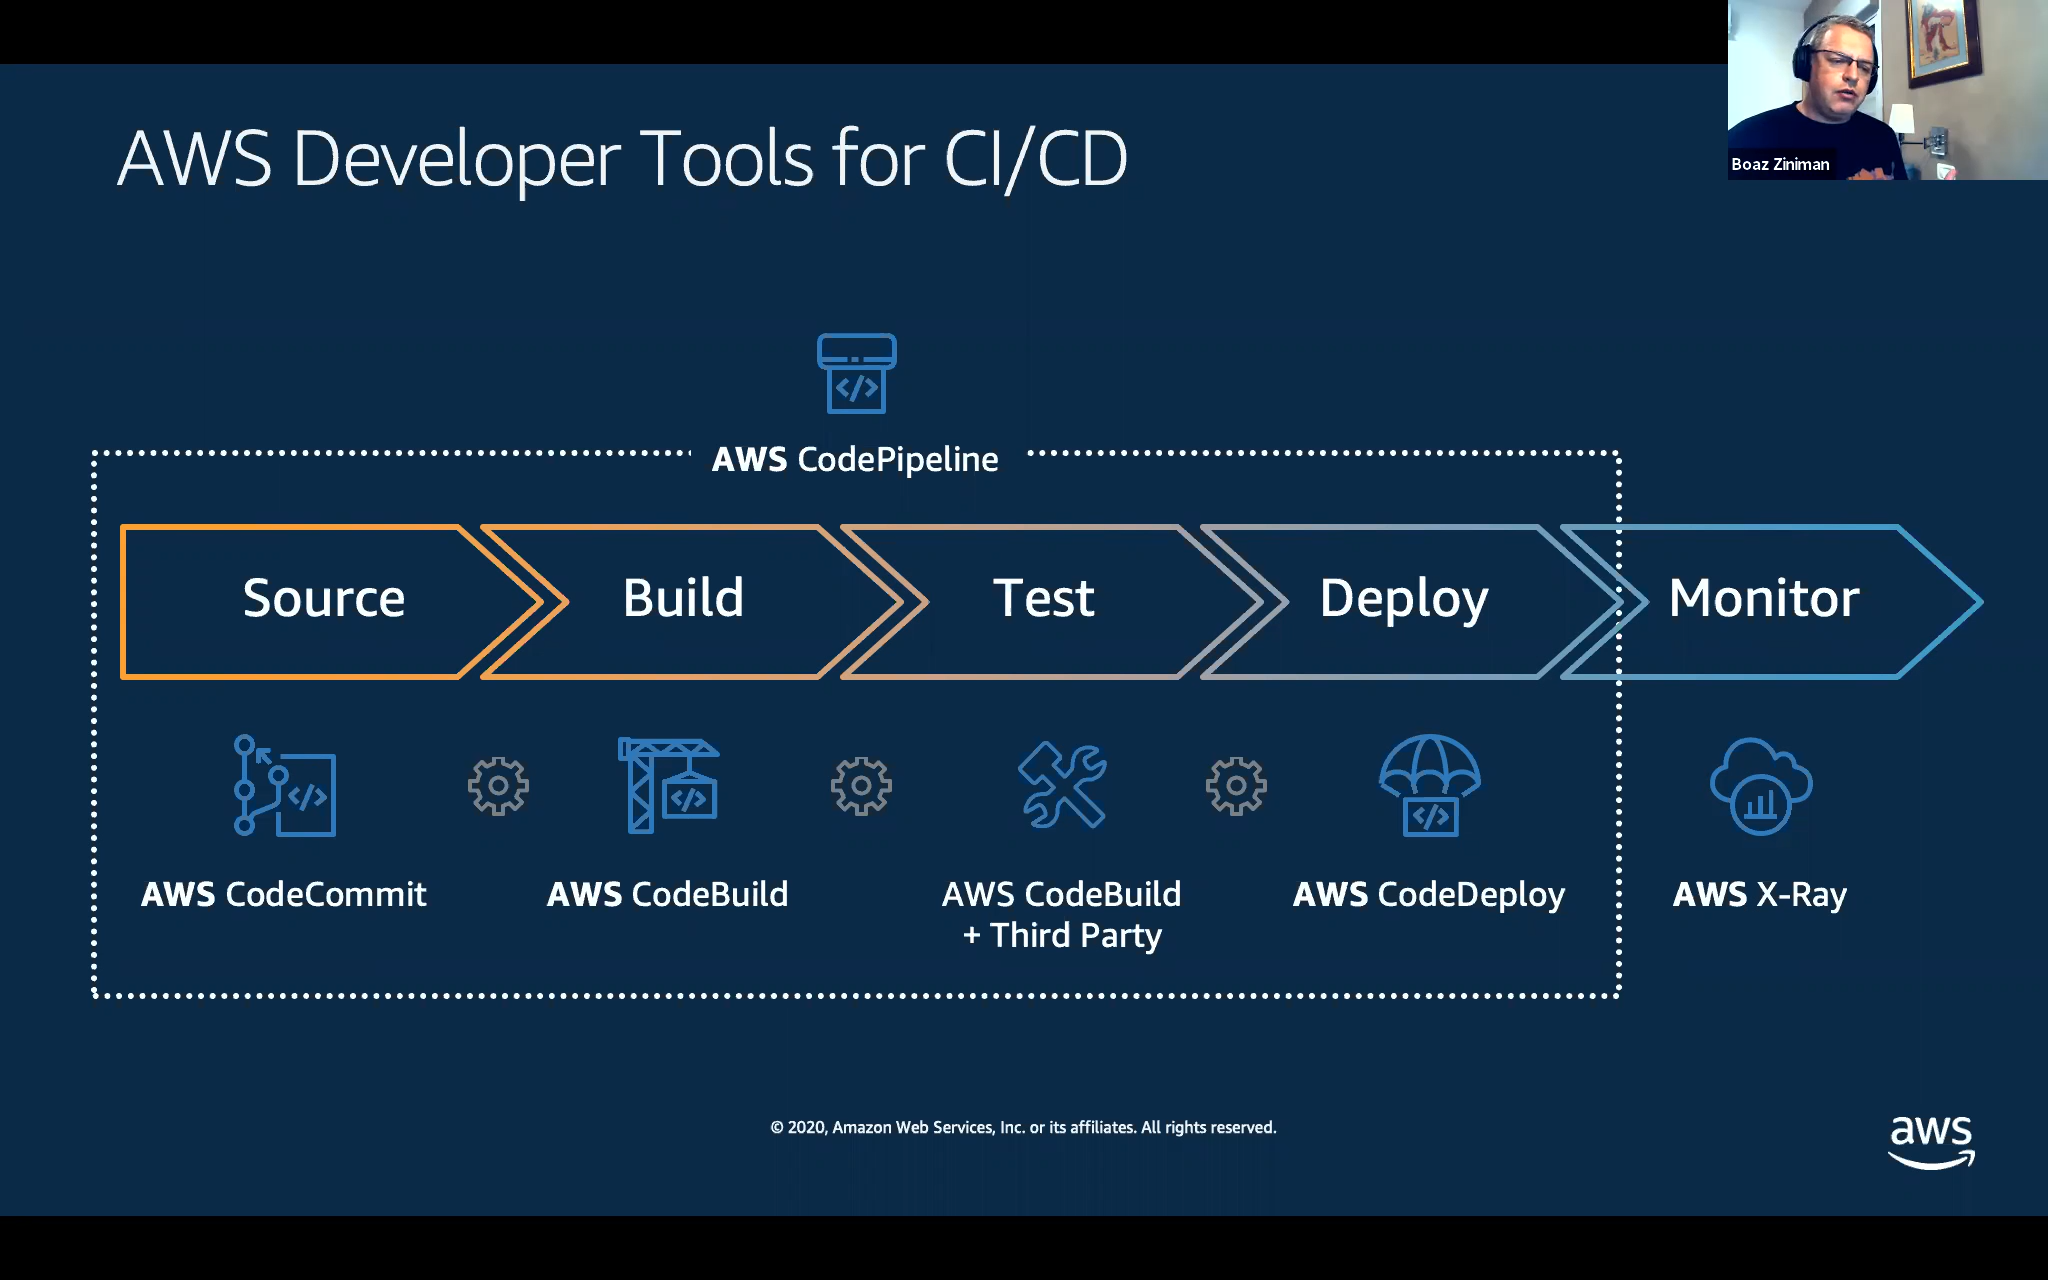 AWS Developer Tools for CI/CD
Boaz Ziniman
</>
AWS CodePipeline
Source
Build
Test
Deploy
Monitor
</>
</>
</>
AWS CodeCommit
AWS CodeBuild
AWS CodeBuild
+ Third Party
AWS CodeDeploy
AWS X-Ray
© 2020, Amazon Web Services, Inc. or its affiliates. All rights reserved.
aws